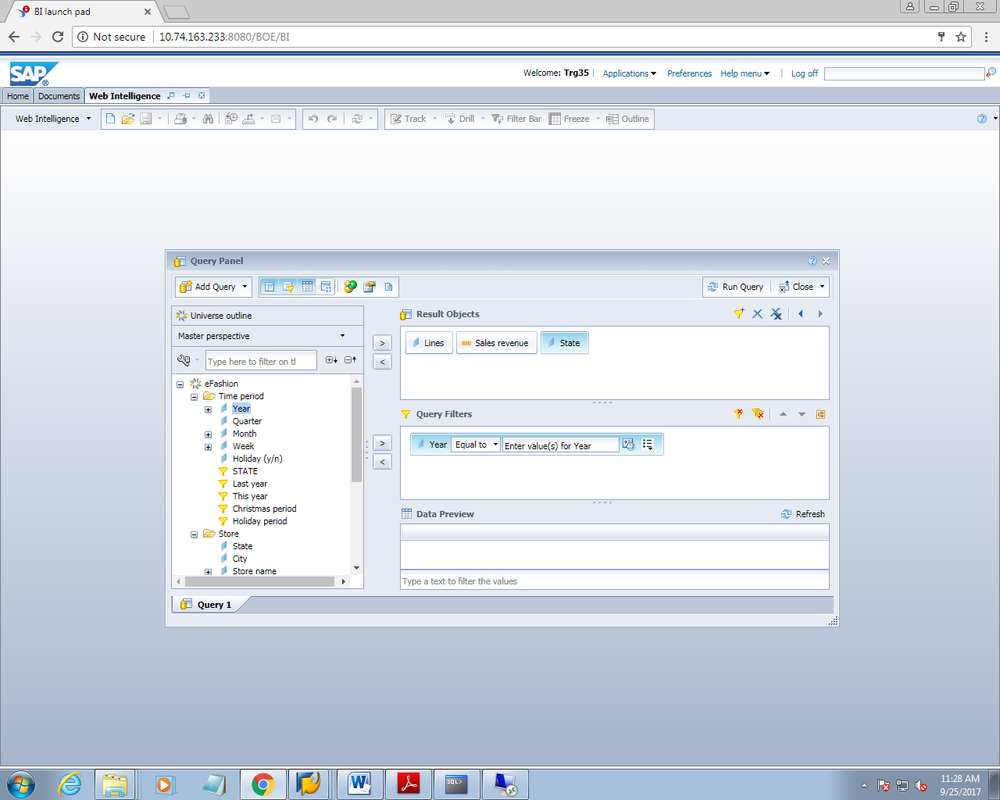 BI launch pad
Not secure 10.74.163.233:8080/BOE/BI
SAP
Welcome: Trg35 Applications Preferences Help menu Log off
Home Documents Web Intelligence
Web Intelligence Track Drill Filter Bar Freeze Outline
Query Panel
Add Query Run Query Close
Universe outline
Master perspective
Type here to filter on tl
eFashion
Time period
Year
Quarter
Month
Week
Holiday (y/n)
STATE
Last year
This year
Christmas period
Holiday period
Store
State
City
Store name
Result Objects
Lines Sales revenue State
Query Filters
Year Equal to Enter value(s) for Year
Data Preview Refresh
Type a text to filter the values
Query 1
SQL>
11:28 AM
9/25/2017